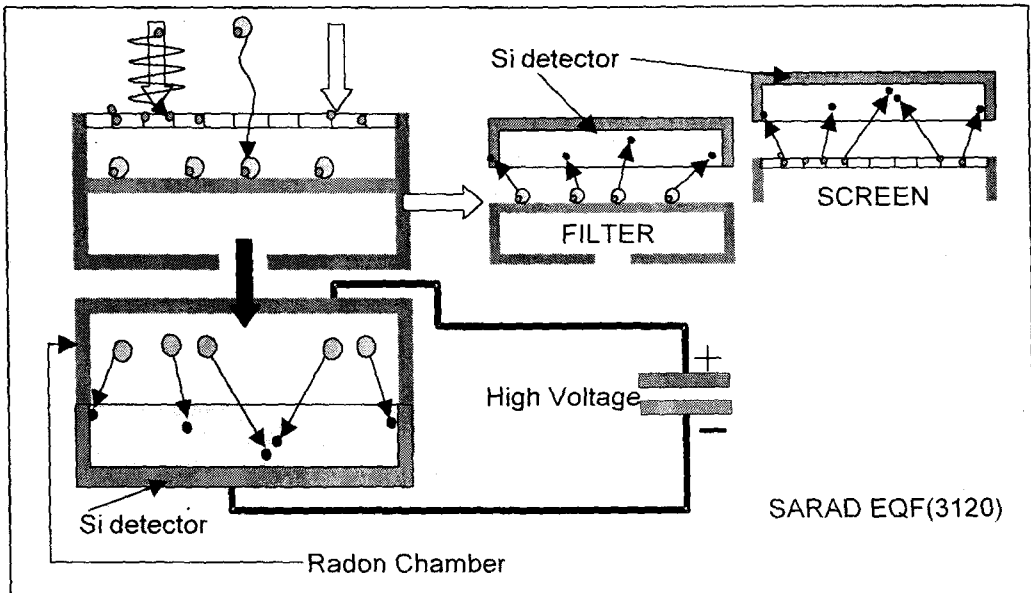 Si detector
SCREEN
FILTER
+
High Voltage
−
SARAD EQF(3120)
Si detector
Radon Chamber